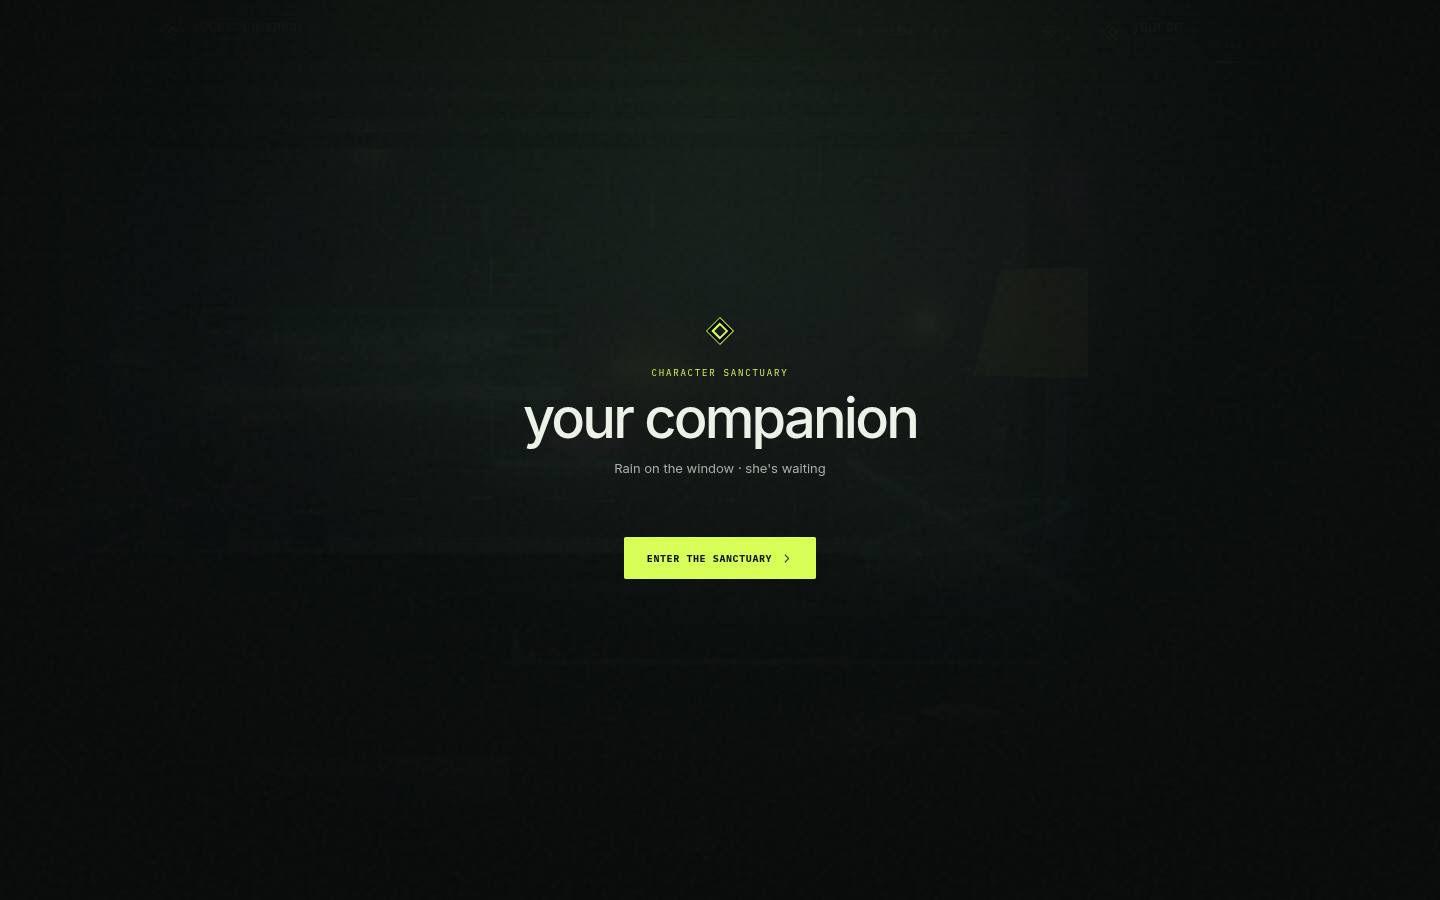 CHARACTER SANCTUARY
your companion
Rain on the window · she's waiting
ENTER THE SANCTUARY